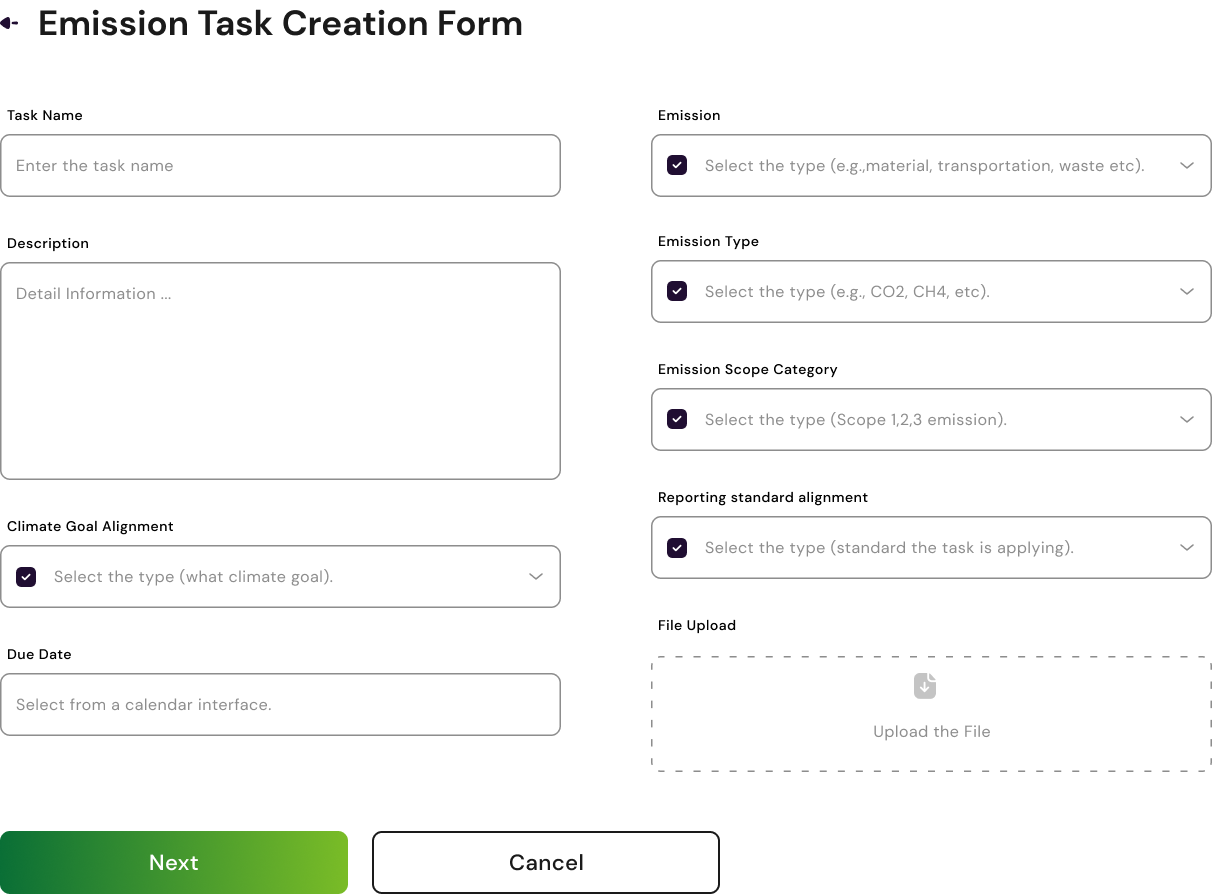 Emission Task Creation Form
Task Name
Enter the task name
Description
Detail Information ...
Climate Goal Alignment
Select the type (what climate goal).
Due Date
Select from a calendar interface.
Emission
Select the type (e.g.,material, transportation, waste etc).
Emission Type
Select the type (e.g., CO2, CH4, etc).
Emission Scope Category
Select the type (Scope 1,2,3 emission).
Reporting standard alignment
Select the type (standard the task is applying).
File Upload
Upload the File
Next
Cancel